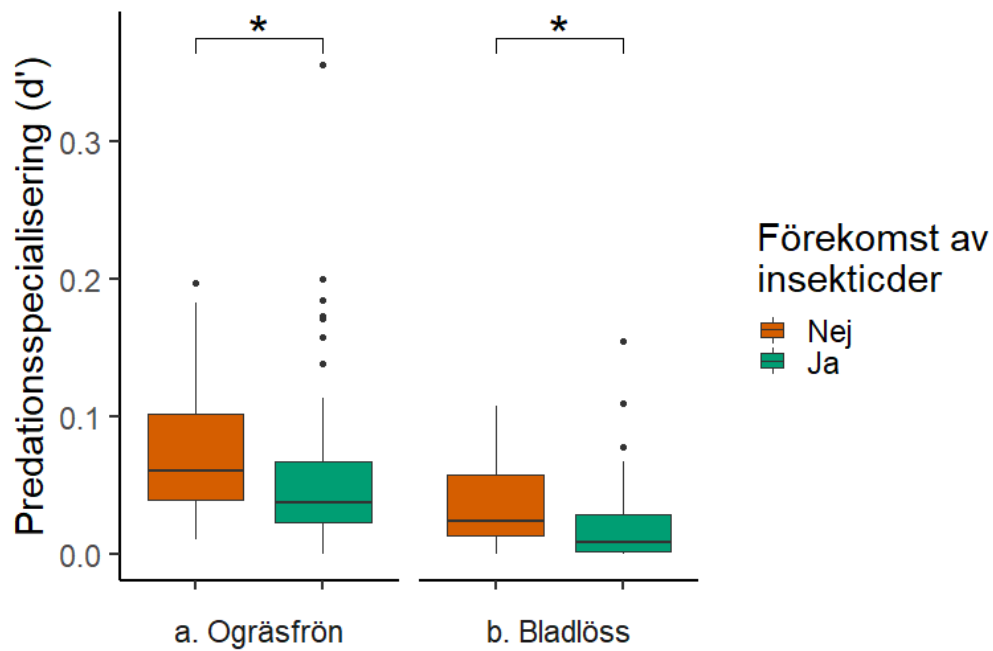 * *
Predationsspecialisering (d')
0.3
0.2
0.1
0.0
a. Ogräsfrön b. Bladlöss
Förekomst av
insekticder
Nej
Ja